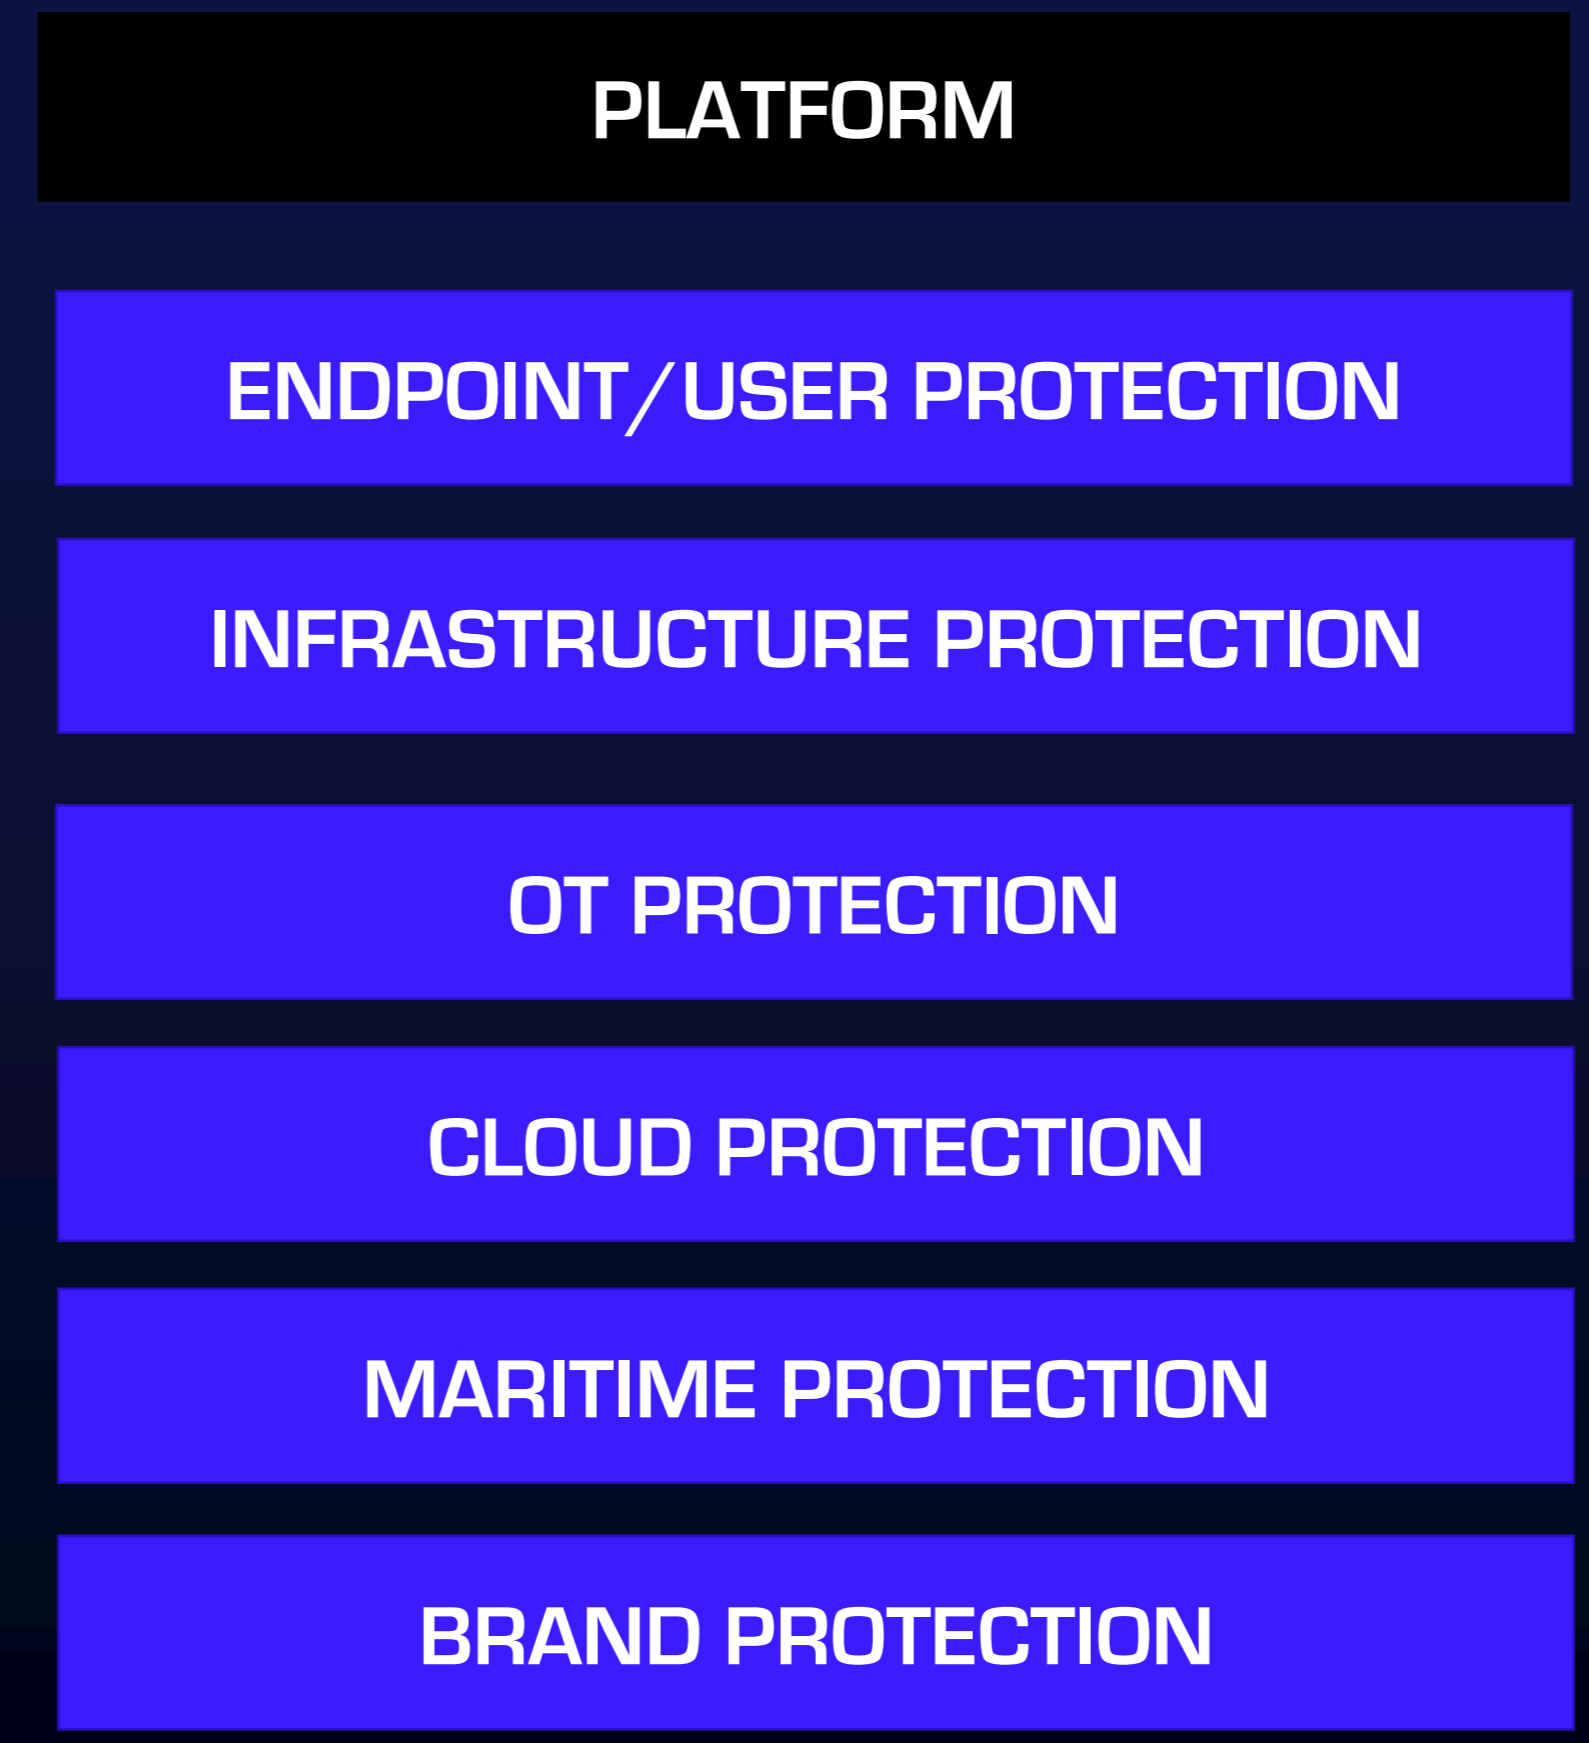 PLATFORM
ENDPOINT/USER PROTECTION
INFRASTRUCTURE PROTECTION
OT PROTECTION
CLOUD PROTECTION
MARITIME PROTECTION
BRAND PROTECTION